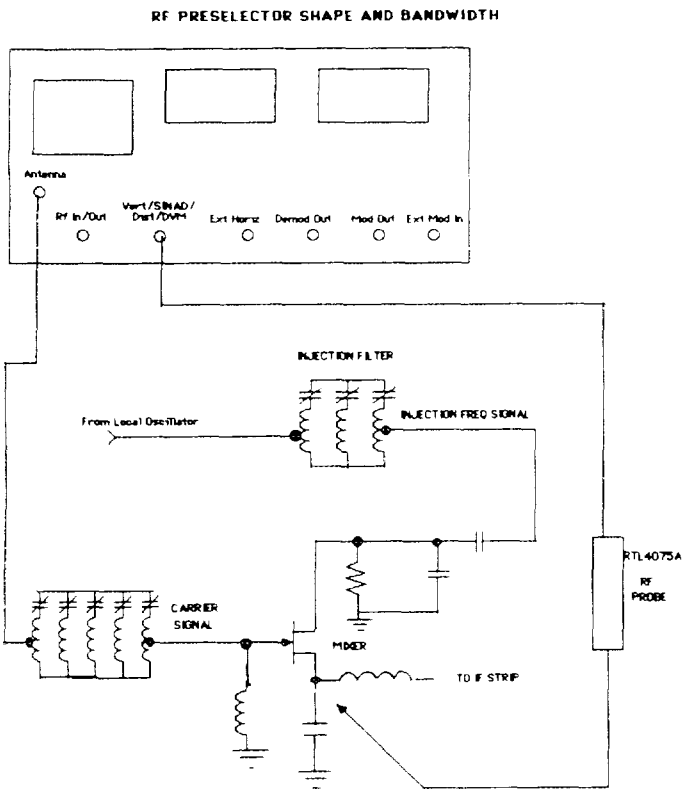 RF PRESELECTOR SHAPE AND BANDWIDTH
Antenna
Rf In/Out
Vert/SINAD/
Dist/DVM
Ext Horiz
Demod Out
Mod Out
Ext Mod In
INJECTION FILTER
From Local Oscillator
INJECTION FREQ SIGNAL
RTL4075A
RF
PROBE
CARRIER
SIGNAL
MIXER
TO IF STRIP